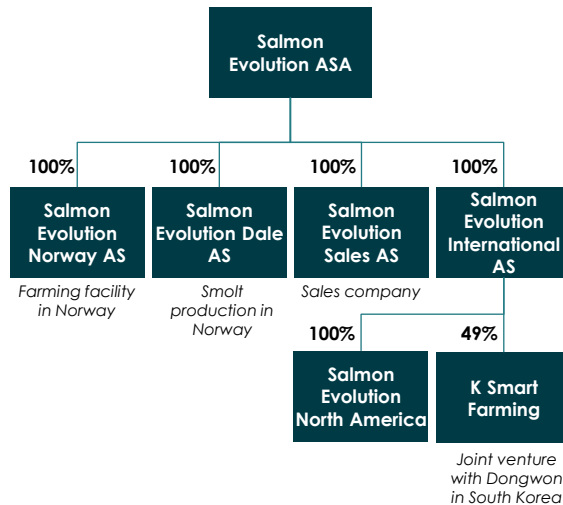 Salmon
Evolution ASA
100%
100%
100%
100%
Salmon
Evolution
Norway AS
Salmon
Evolution Dale
AS
Salmon
Evolution
Sales AS
Salmon
Evolution
International
AS
Farming facility
in Norway
Smolt
production in
Norway
Sales company
100%
49%
Salmon
Evolution
North America
K Smart
Farming
Joint venture
with Dongwon
in South Korea